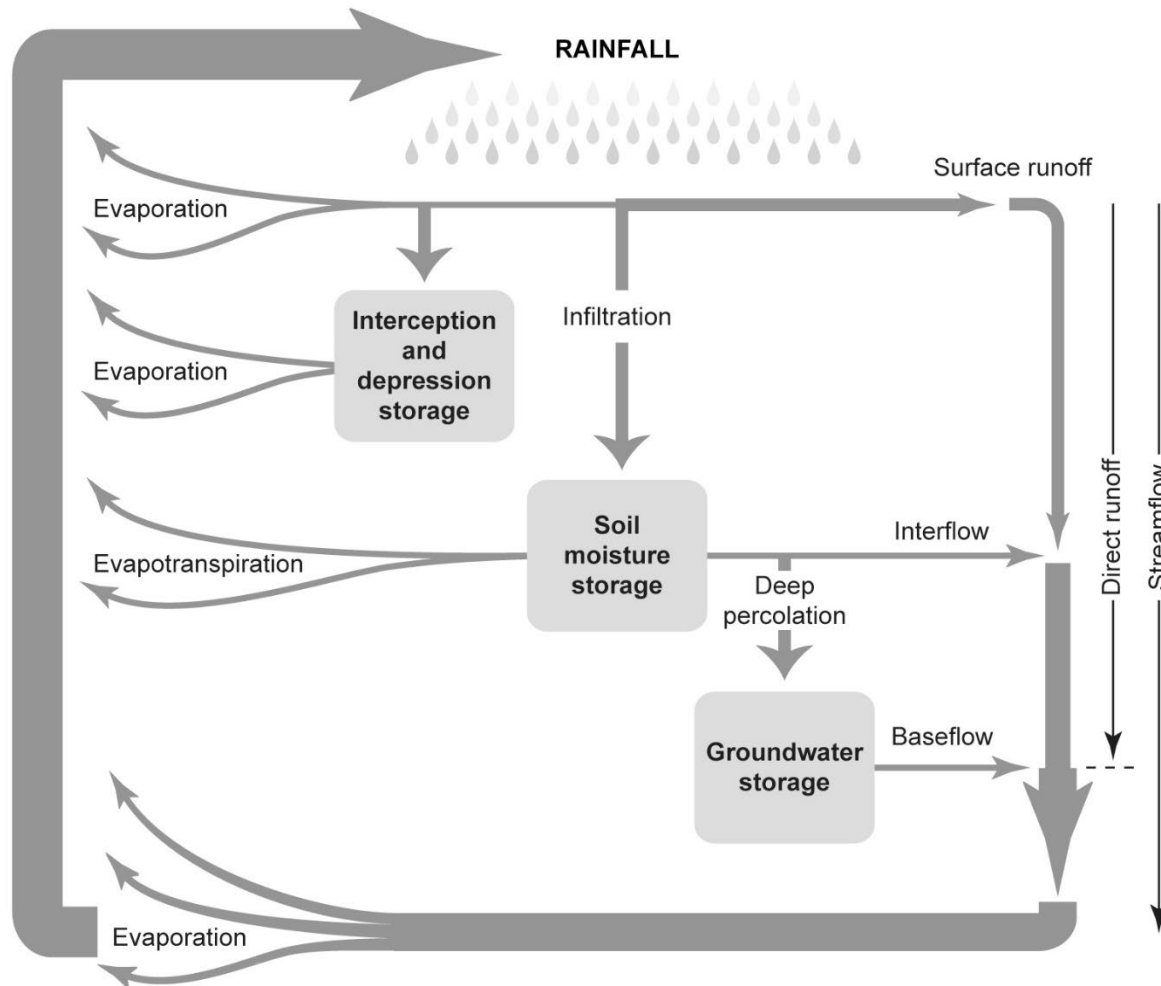 RAINFALL
Surface runoff
Evaporation
Infiltration
Interception
and
depression
storage
Evaporation
Direct runoff
Streamflow
Soil
moisture
storage
Interflow
Evapotranspiration
Deep
percolation
Groundwater
storage
Baseflow
Evaporation